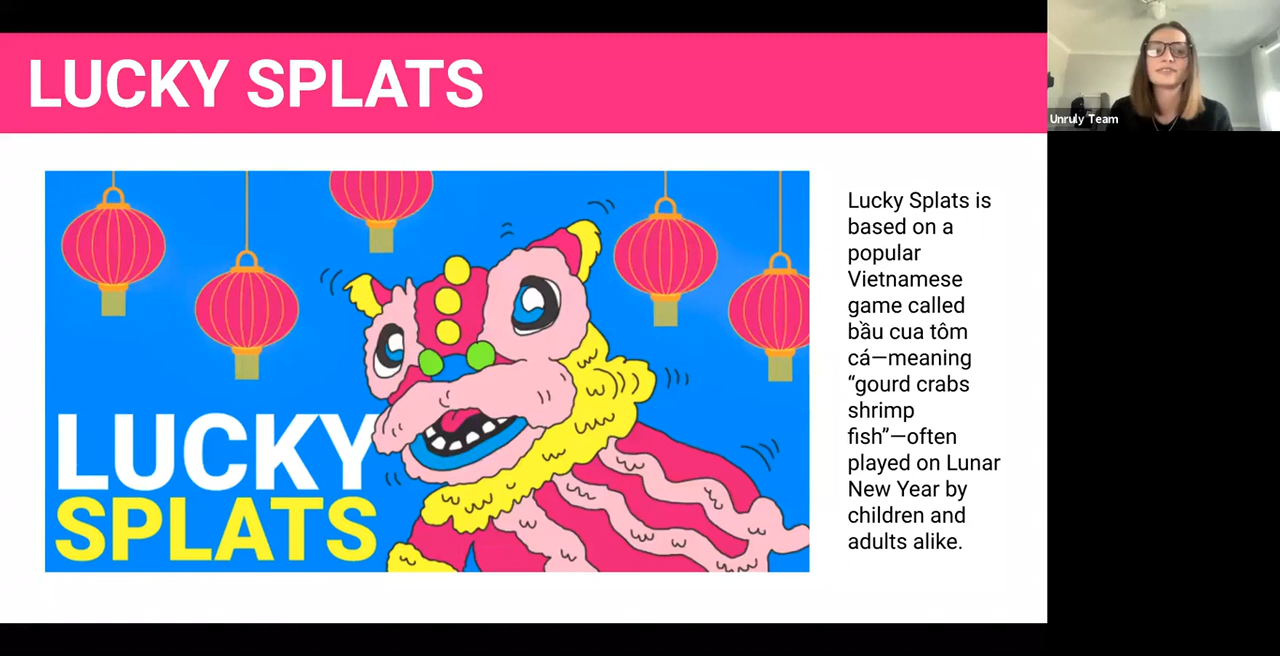 LUCKY SPLATS
Unruly Team
LUCKY
SPLATS
Lucky Splats is
based on a
popular
Vietnamese
game called
bầu cua tôm
cá—meaning
“gourd crabs
shrimp
fish”—often
played on Lunar
New Year by
children and
adults alike.